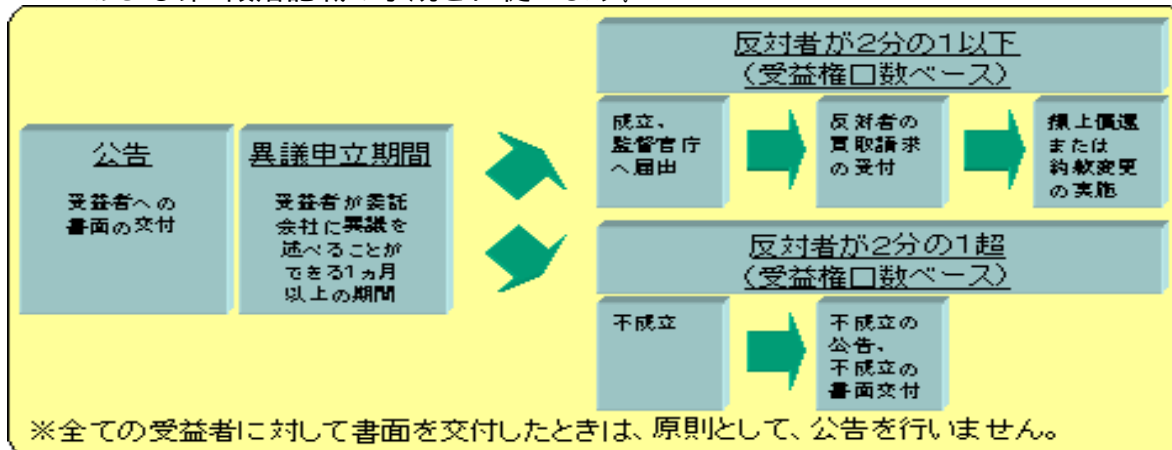 公告
受益者への
書面の交付
異議申立期間
受益者が委託
会社に異議を
述べることが
できる1ヵ月
以上の期間
反対者が2分の1以下
(受益権口数ベース)
成立、
監督官庁
へ届出
反対者の
買取請求
の受付
繰上償還
または
約款変更
の実施
反対者が2分の1超
(受益権口数ベース)
不成立
不成立の
公告、
不成立の
書面交付
※全ての受益者に対して書面を交付したときは、原則として、公告を行いません。